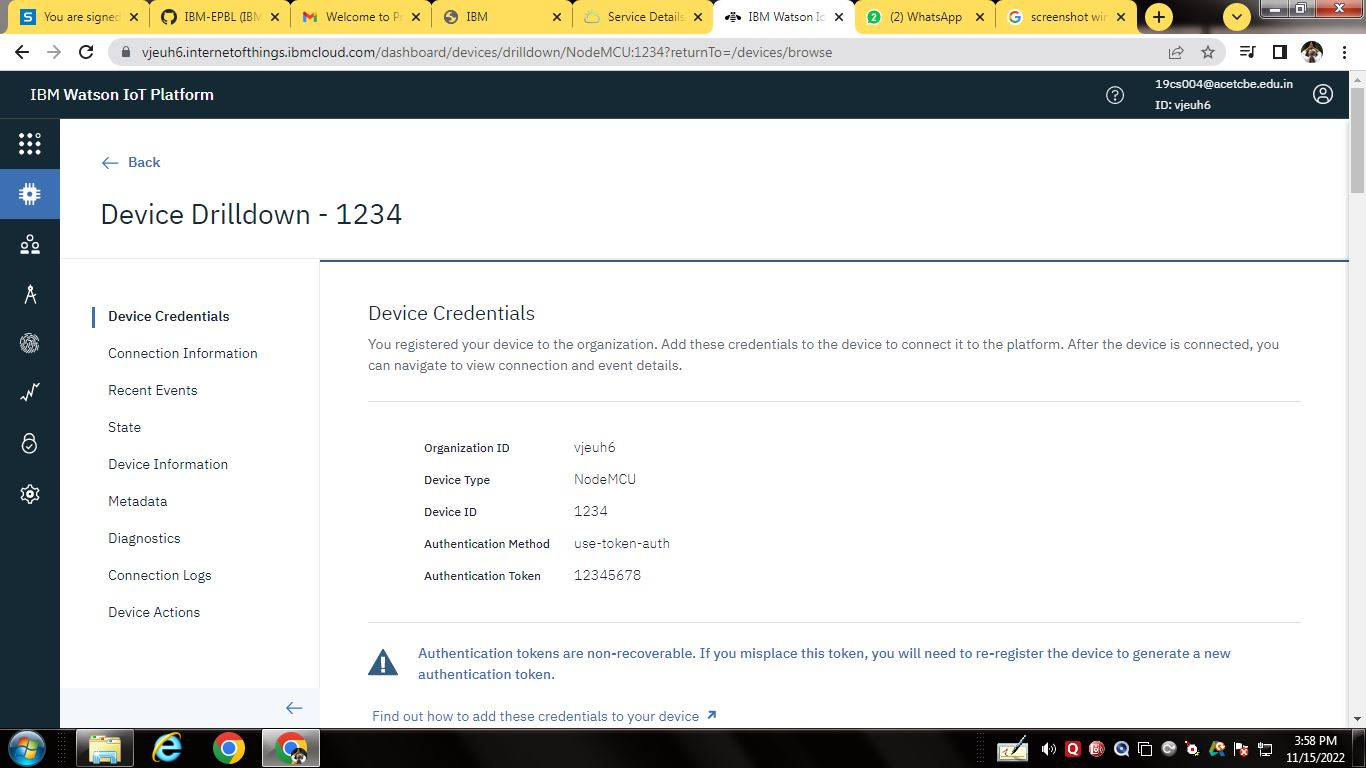 You are signed
IBM-EPBL (IBM
Welcome to P
IBM
Service Details
IBM Watson Io
(2) WhatsApp
screenshot wir
vjeuh6.internetofthings.ibmcloud.com/dashboard/devices/drilldown/NodeMCU:1234?returnTo=/devices/browse
IBM Watson IoT Platform
19cs004@acetcbe.edu.in
ID: vjeuh6
Back
Device Drilldown - 1234
Device Credentials
Connection Information
Recent Events
State
Device Information
Metadata
Diagnostics
Connection Logs
Device Actions
Device Credentials
You registered your device to the organization. Add these credentials to the device to connect it to the platform. After the device is connected, you
can navigate to view connection and event details.
Organization ID vjeuh6
Device Type NodeMCU
Device ID 1234
Authentication Method use-token-auth
Authentication Token 12345678
Authentication tokens are non-recoverable. If you misplace this token, you will need to re-register the device to generate a new
authentication token.
Find out how to add these credentials to your device
3:58 PM
11/15/2022